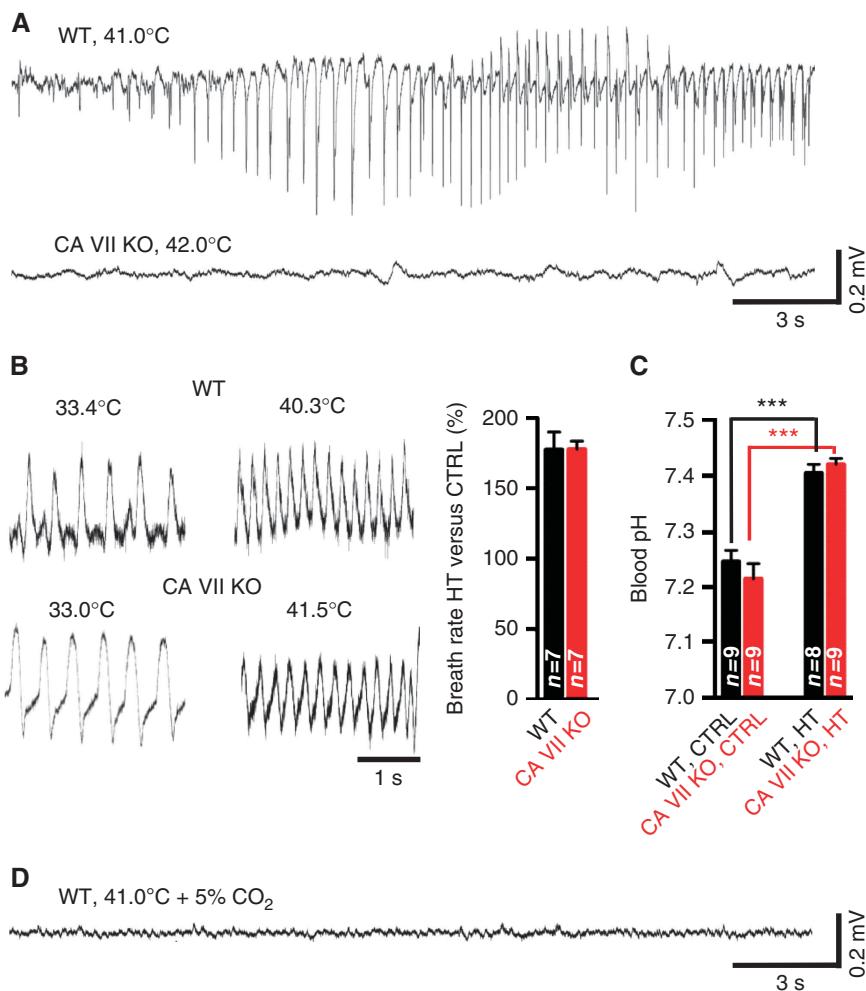 A
WT, 41.0°C
CA VII KO, 42.0°C
0.2 mV
3 s
B
WT
33.4°C
40.3°C
CA VII KO
33.0°C
41.5°C
1 s
Breath rate HT versus CTRL (%)
200
150
100
50
0
n=7
n=7
WT
CA VII KO
C
Blood pH
7.5
7.4
7.3
7.2
7.1
7.0
***
***
n=9
n=9
n=8
n=9
WT, CTRL
CA VII KO, CTRL
WT, HT
CA VII KO, HT
D
WT, 41.0°C + 5% CO₂
0.2 mV
3 s